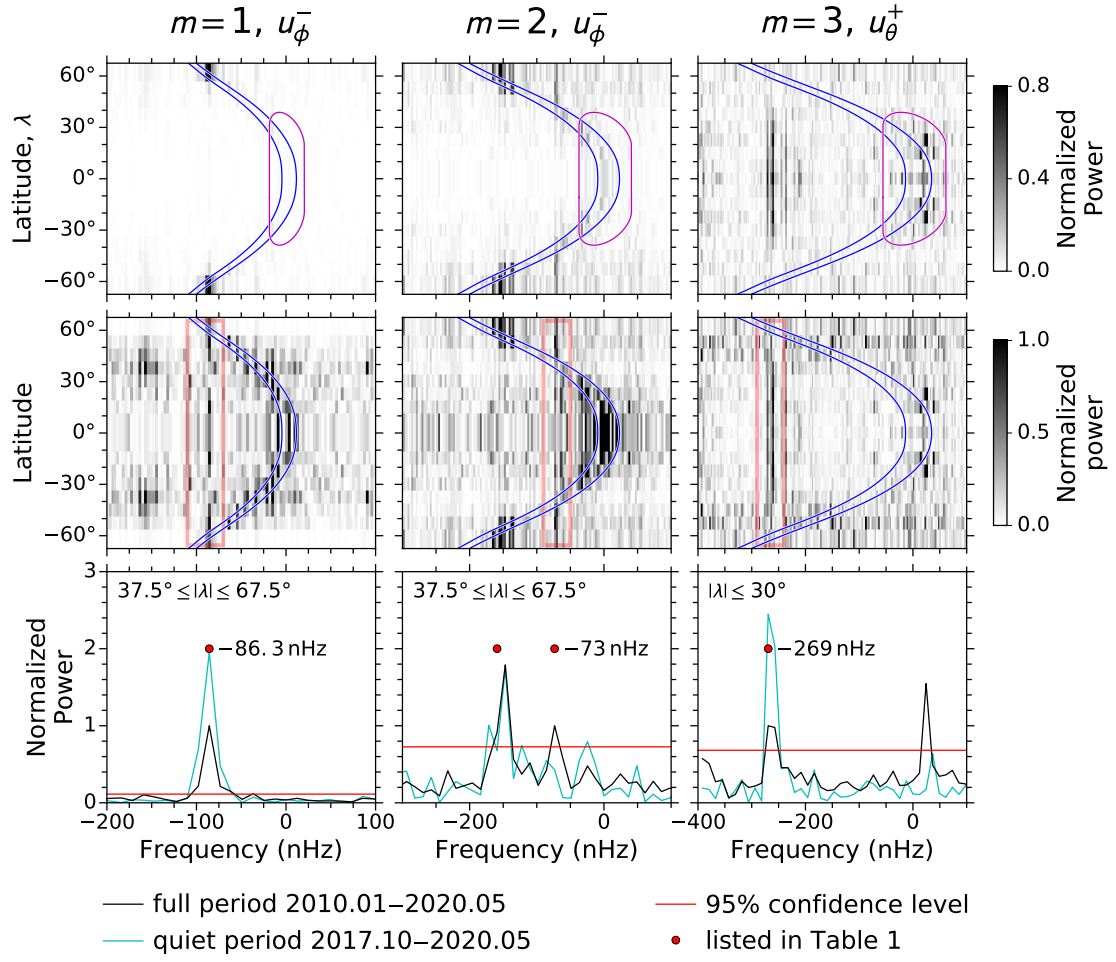 m = 1, u_ϕ^−
m = 2, u_ϕ^−
m = 3, u_θ^+
Latitude, λ
60°
30°
0°
−30°
−60°
0.8
0.4
0.0
Normalized Power
Latitude
60°
30°
0°
−30°
−60°
1.0
0.5
0.0
Normalized power
Normalized Power
3
2
1
0
37.5° ≤|λ|≤ 67.5°
−86.3 nHz
37.5° ≤|λ|≤ 67.5°
−73 nHz
|λ|≤ 30°
−269 nHz
−200 −100 0 100
−200 0
−400 −200 0
Frequency (nHz)
Frequency (nHz)
Frequency (nHz)
full period 2010.01–2020.05
quiet period 2017.10–2020.05
95% confidence level
listed in Table 1